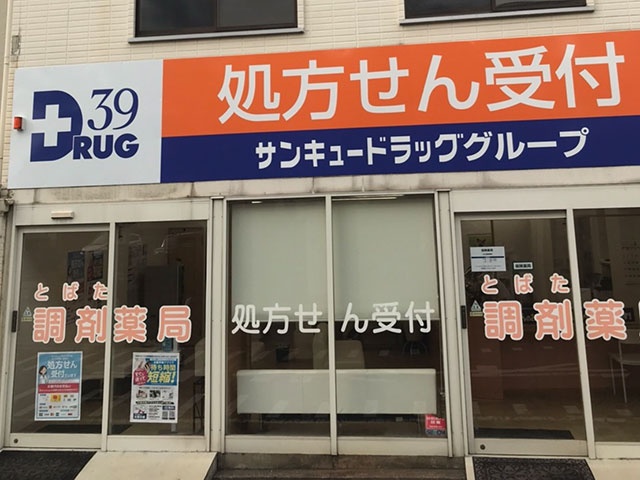 39
DRUG
処方せん受付
サンキュードラッググループ
とばた
調剤薬局
処方せん受付
とばた
調剤薬
処方せん
受付
待ち時間
短縮!